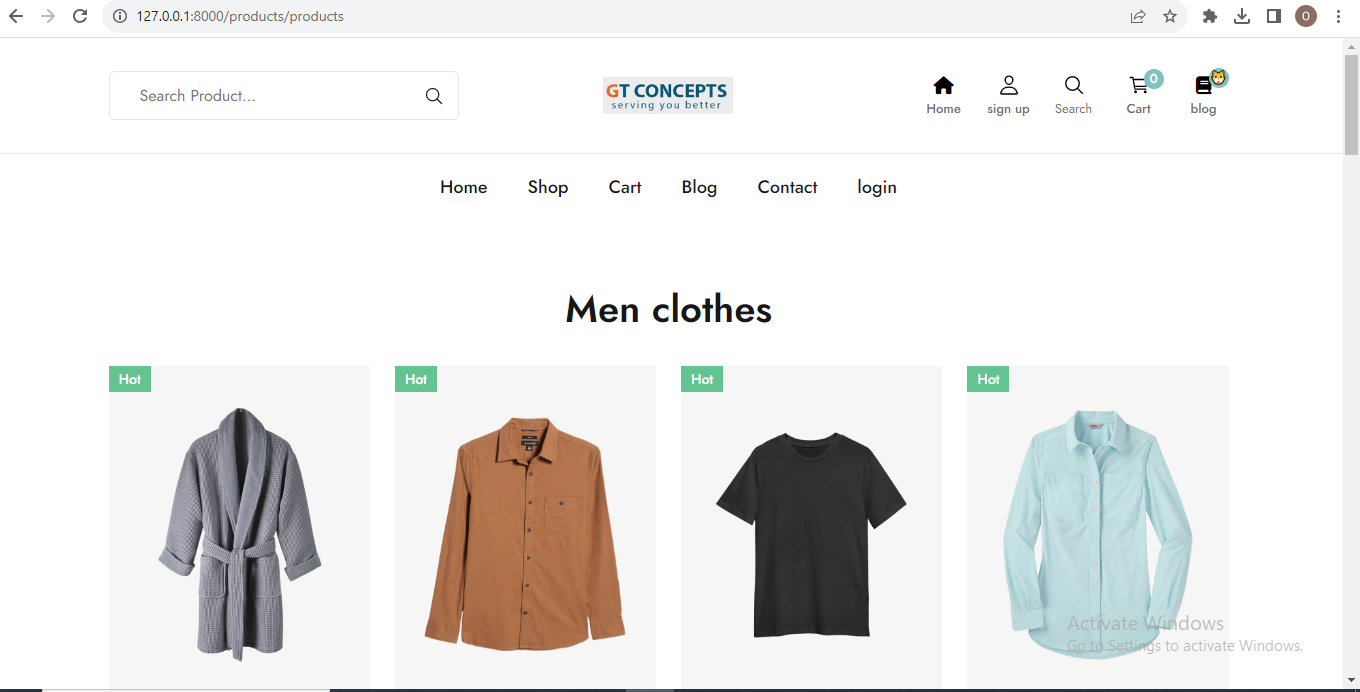 127.0.0.1:8000/products/products
O
Search Product...
GT CONCEPTS
serving you better
0
Home
sign up
Search
Cart
blog
Home
Shop
Cart
Blog
Contact
login
Men clothes
Hot
Hot
Hot
Hot
Activate Windows
Go to Settings to activate Windows.